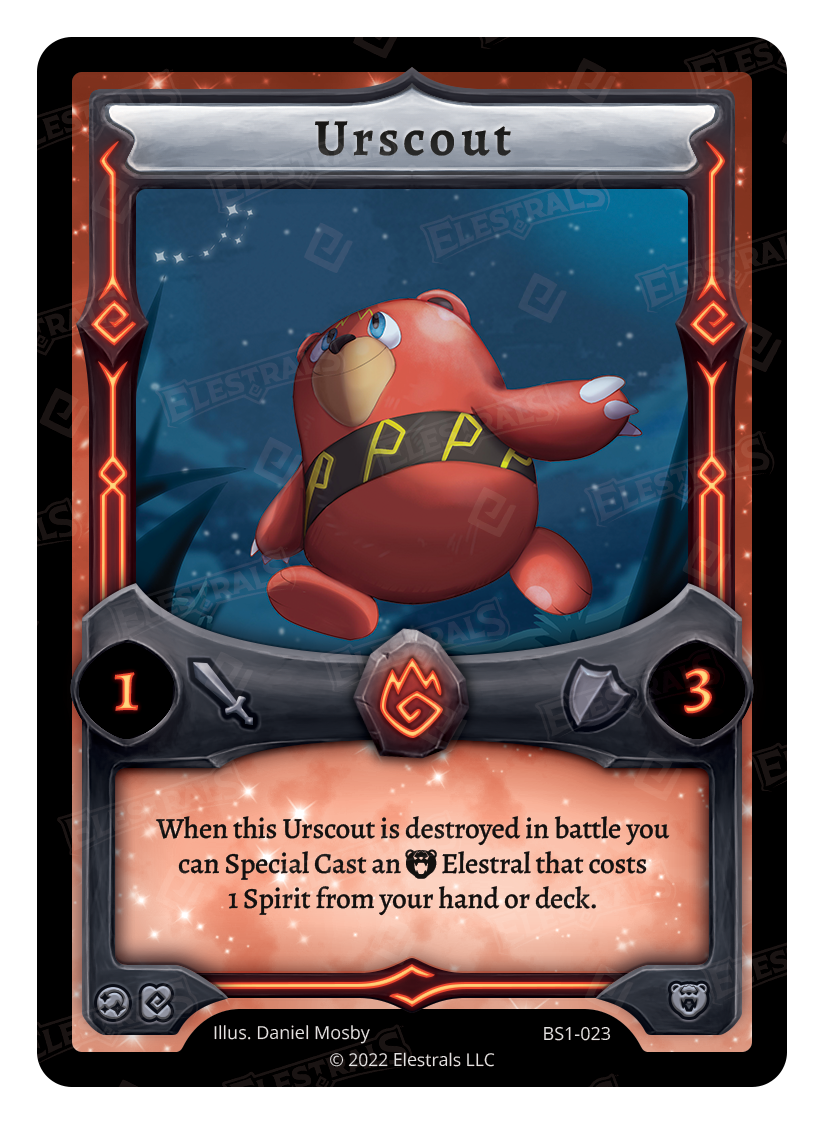 Urscout
1
3
When this Urscout is destroyed in battle you
can Special Cast an Elestral that costs
1 Spirit from your hand or deck.
Illus. Daniel Mosby
BS1-023
© 2022 Elestrals LLC
ELESTRALS